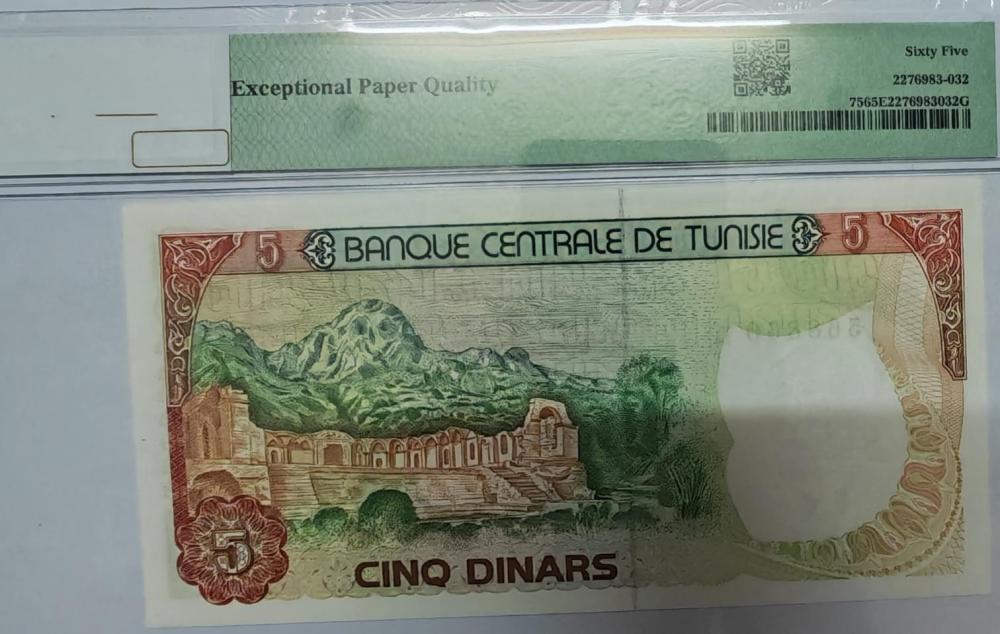 Exceptional Paper Quality
Sixty Five
2276983-032
7565E2276983032G
5 BANQUE CENTRALE DE TUNISIE 5
5
CINQ DINARS